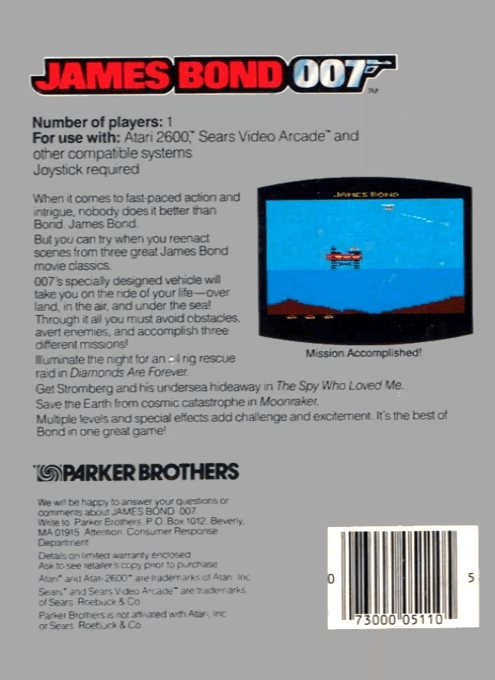 JAMES BOND 007
TM
Number of players: 1
For use with: Atari 2600,™ Sears Video Arcade™ and
other compatible systems
Joystick required
When it comes to fast-paced action and
intrigue, nobody does it better than
Bond. James Bond.
But you can try when you reenact
scenes from three great James Bond
movie classics.
007's specially designed vehicle will
take you on the ride of your life—over
land, in the air, and under the sea!
Through it all you must avoid obstacles,
avert enemies, and accomplish three
different missions!
Illuminate the night for an oil rig rescue
raid in Diamonds Are Forever.
Get Stromberg and his undersea hideaway in The Spy Who Loved Me.
Save the Earth from cosmic catastrophe in Moonraker.
Multiple levels and special effects add challenge and excitement. It's the best of
Bond in one great game!
JAMES BOND
Mission Accomplished!
PARKER BROTHERS
We will be happy to answer your questions or
comments about JAMES BOND 007.
Write to: Parker Brothers P.O. Box 1012, Beverly,
MA 01915 Attention: Consumer Response
Department
Details on limited warranty enclosed
Ask to see retailer's copy prior to purchase
Atari® and Atari 2600™ are trademarks of Atari, Inc.
Sears® and Sears Video Arcade™ are trademarks
of Sears, Roebuck & Co.
Parker Brothers is not affiliated with Atari, Inc.
or Sears, Roebuck & Co.
0 73000 05110 5